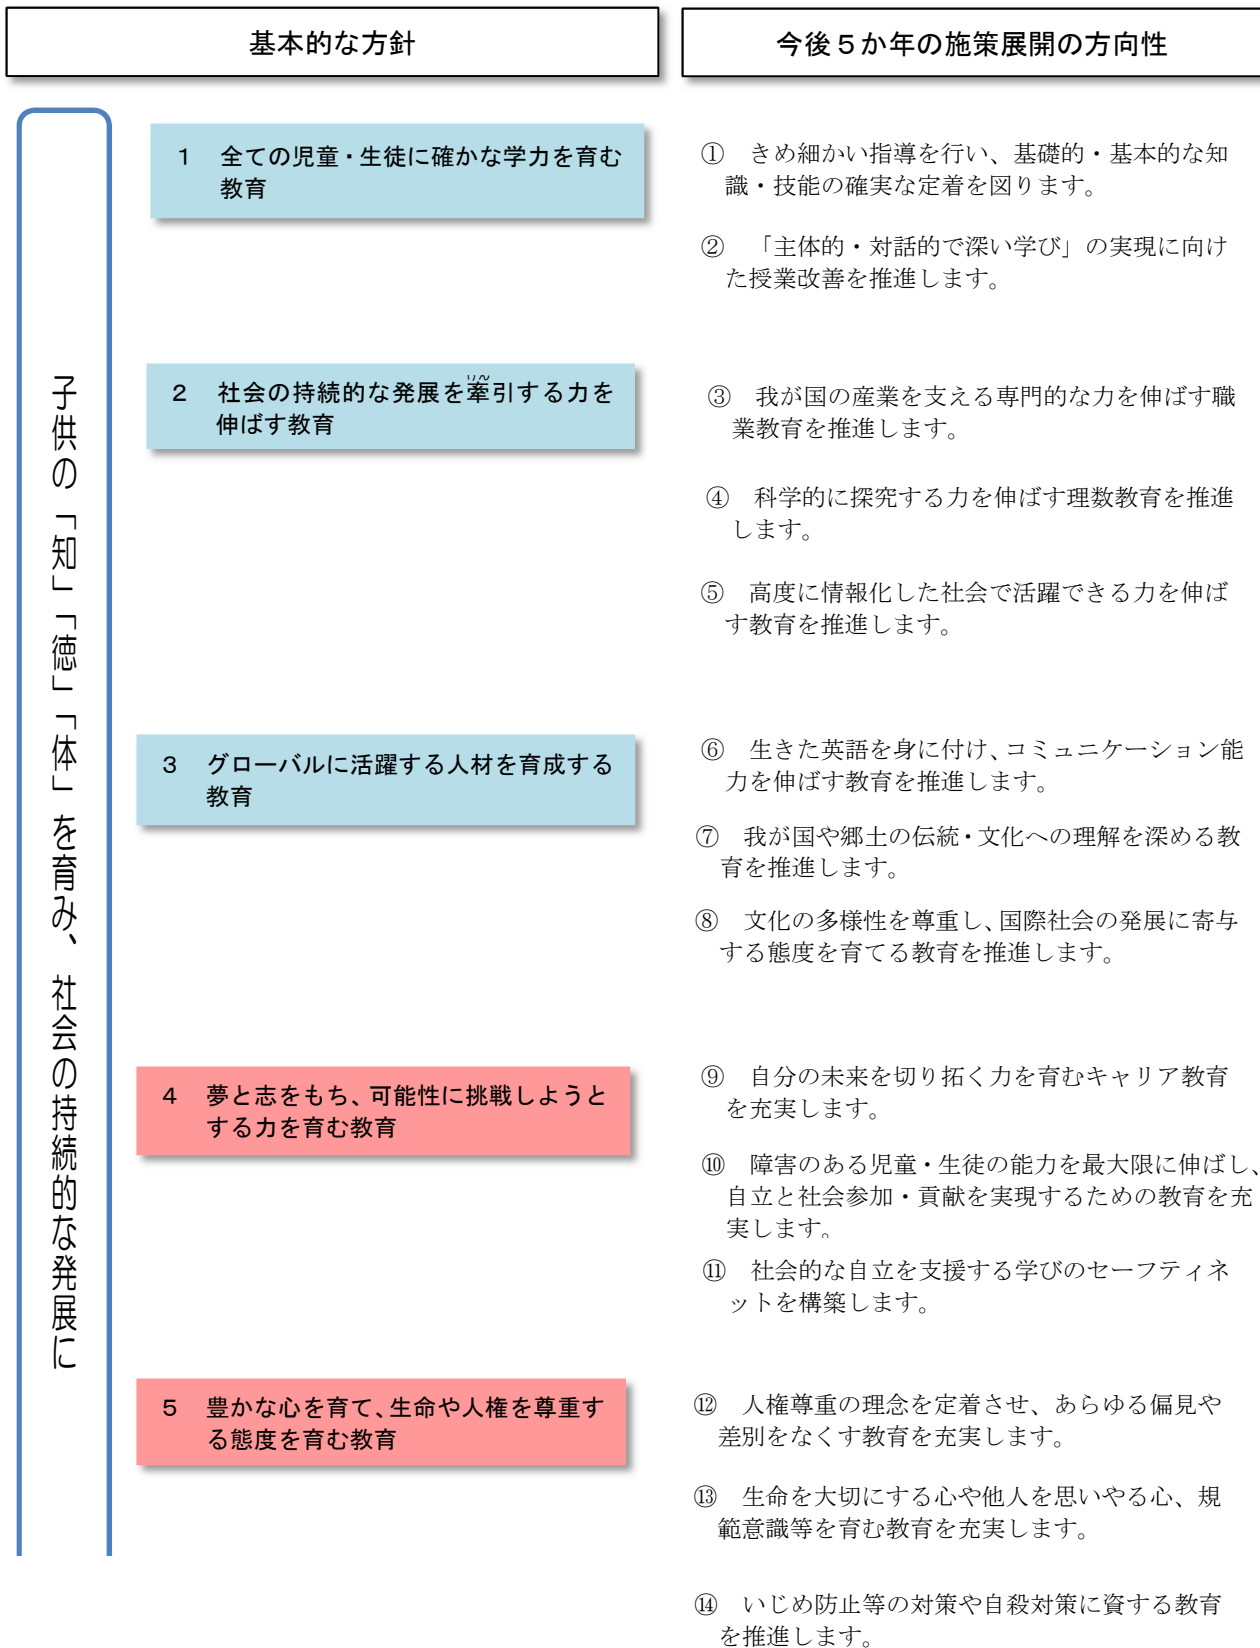 基本的な方針
今後５か年の施策展開の方向性
子供の「知」「徳」「体」を育み、社会の持続的な発展に
１　全ての児童・生徒に確かな学力を育む
教育
①　きめ細かい指導を行い、基礎的・基本的な知
識・技能の確実な定着を図ります。
②　「主体的・対話的で深い学び」の実現に向け
た授業改善を推進します。
２　社会の持続的な発展を牽引する力を
けん
伸ばす教育
③　我が国の産業を支える専門的な力を伸ばす職
業教育を推進します。
④　科学的に探究する力を伸ばす理数教育を推進
します。
⑤　高度に情報化した社会で活躍できる力を伸ば
す教育を推進します。
３　グローバルに活躍する人材を育成する
教育
⑥　生きた英語を身に付け、コミュニケーション能
力を伸ばす教育を推進します。
⑦　我が国や郷土の伝統・文化への理解を深める教
育を推進します。
⑧　文化の多様性を尊重し、国際社会の発展に寄与
する態度を育てる教育を推進します。
４　夢と志をもち、可能性に挑戦しようと
する力を育む教育
⑨　自分の未来を切り拓く力を育むキャリア教育
を充実します。
⑩　障害のある児童・生徒の能力を最大限に伸ばし、
自立と社会参加・貢献を実現するための教育を充
実します。
⑪　社会的な自立を支援する学びのセーフティネ
ットを構築します。
５　豊かな心を育て、生命や人権を尊重す
る態度を育む教育
⑫　人権尊重の理念を定着させ、あらゆる偏見や
差別をなくす教育を充実します。
⑬　生命を大切にする心や他人を思いやる心、規
範意識等を育む教育を充実します。
⑭　いじめ防止等の対策や自殺対策に資する教育
を推進します。